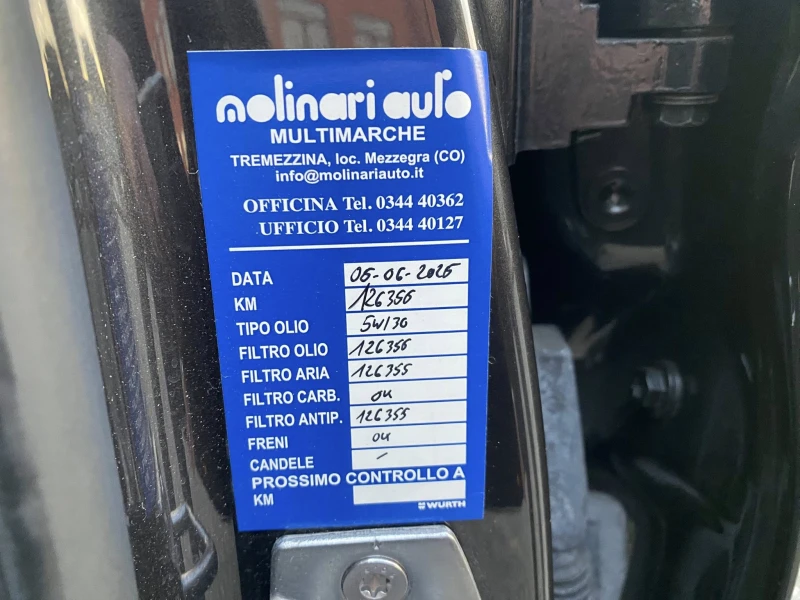 molinari auto
MULTIMARCHE
TREMEZZINA, loc. Mezzegra (CO)
info@molinariauto.it
OFFICINA Tel. 0344 40362
UFFICIO Tel. 0344 40127
DATA 05-06-2025
KM 126355
TIPO OLIO 5W/30
FILTRO OLIO 126355
FILTRO ARIA 126355
FILTRO CARB. OK
FILTRO ANTIP. 126355
FRENI OK
CANDELE -
PROSSIMO CONTROLLO A
KM
WÜRTH